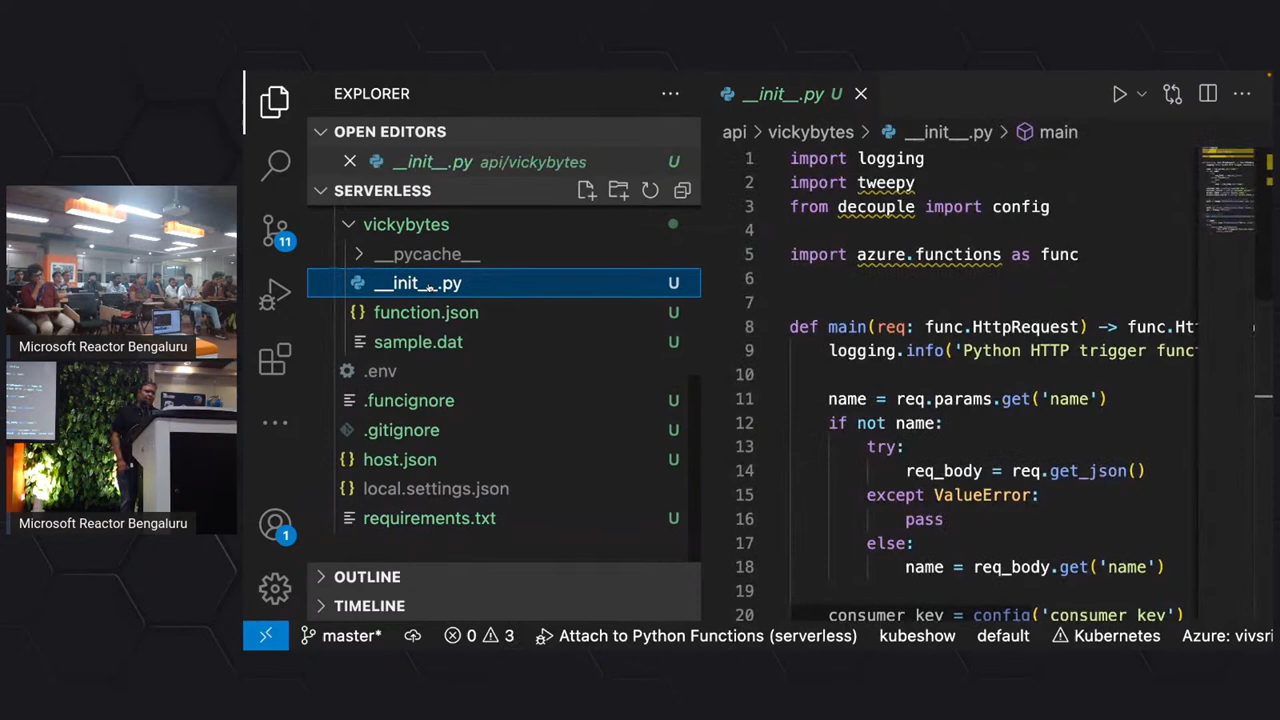 Microsoft Reactor Bengaluru
Microsoft Reactor Bengaluru
EXPLORER
OPEN EDITORS
__init__.py api/vickybytes U
SERVERLESS
vickybytes
__pycache__
__init__.py U
function.json U
sample.dat U
.env
.funcignore U
.gitignore U
host.json U
local.settings.json
requirements.txt U
OUTLINE
TIMELINE
11
1
__init__.py U
api > vickybytes > __init__.py > main
1 import logging
2 import tweepy
3 from decouple import config
4
5 import azure.functions as func
6
7
8 def main(req: func.HttpRequest) -> func.Htt
9 logging.info('Python HTTP trigger funct
10
11 name = req.params.get('name')
12 if not name:
13 try:
14 req_body = req.get_json()
15 except ValueError:
16 pass
17 else:
18 name = req_body.get('name')
19
20 consumer_key = config('consumer_key')
master* 0 3 Attach to Python Functions (serverless) kubeshow default Kubernetes Azure: vivsri